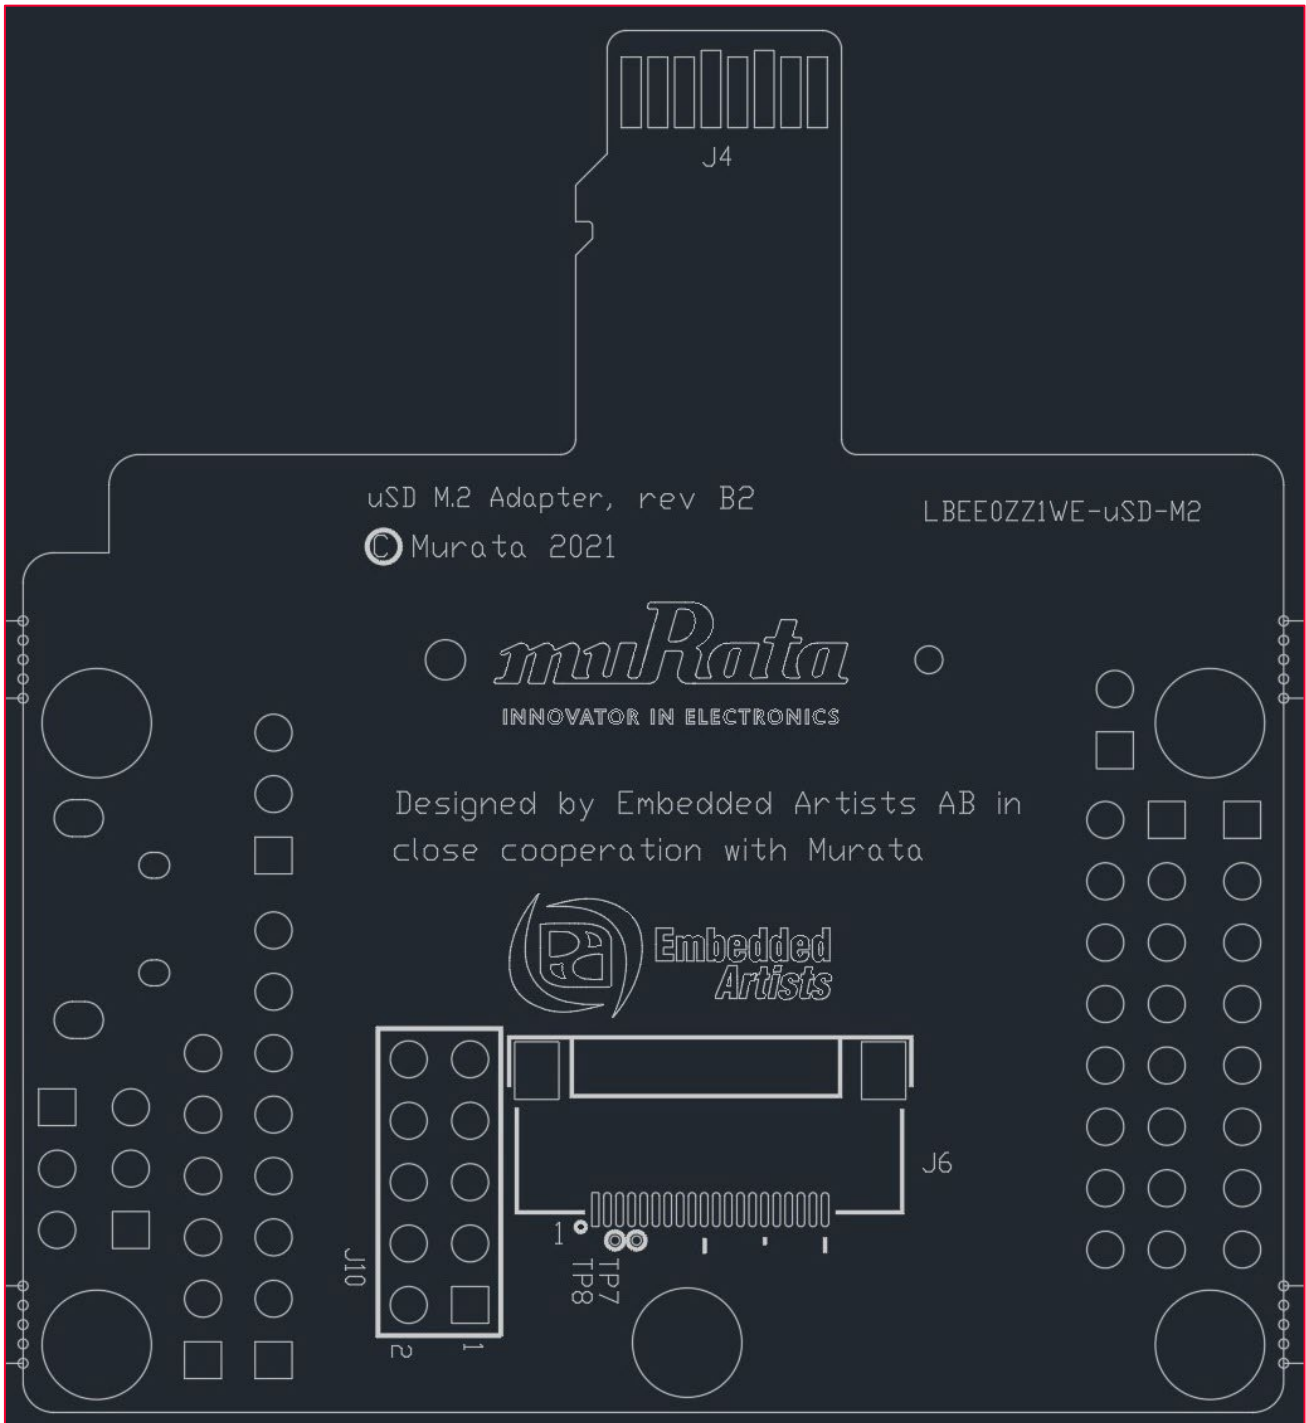 J4
uSD M.2 Adapter, rev B2
LBEE0ZZ1WE-uSD-M2
© Murata 2021
muRata
INNOVATOR IN ELECTRONICS
Designed by Embedded Artists AB in
close cooperation with Murata
Embedded
Artists
J6
1
J10
TP8
TP7
2
1